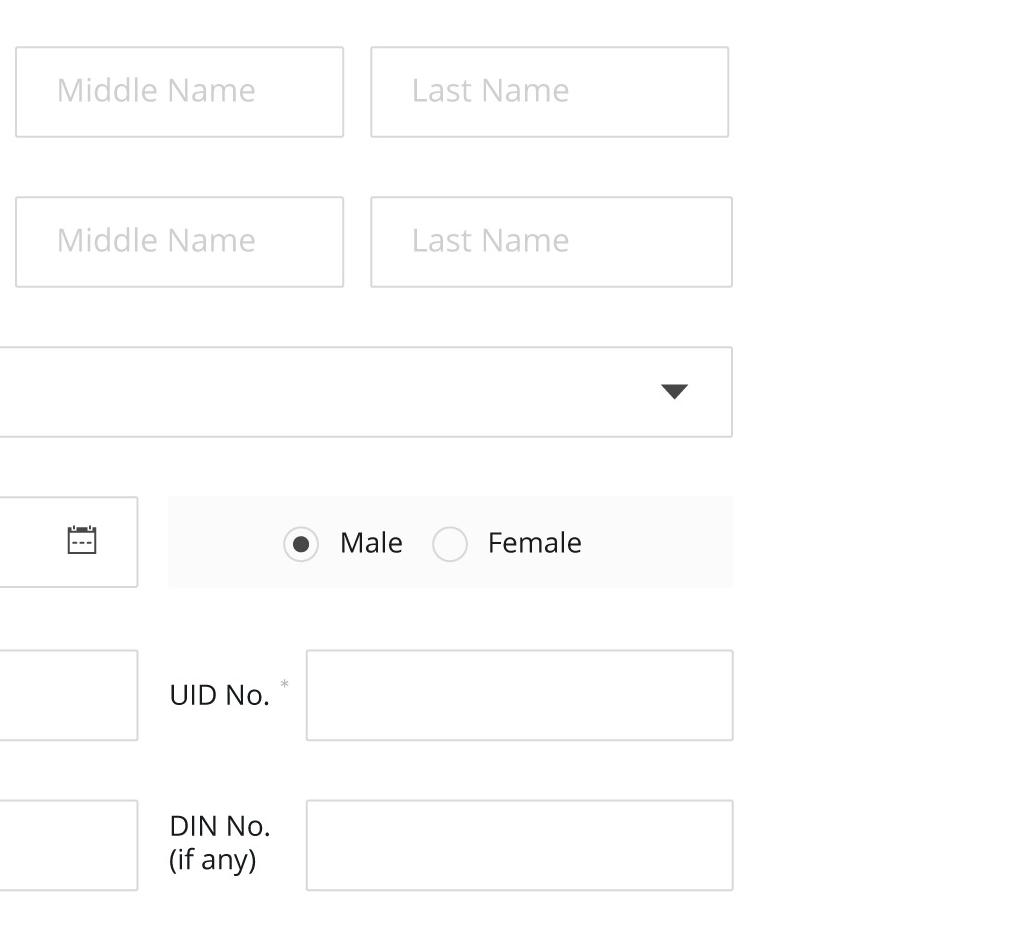 Middle Name Last Name
Middle Name Last Name
Male Female
UID No. *
DIN No.
(if any)